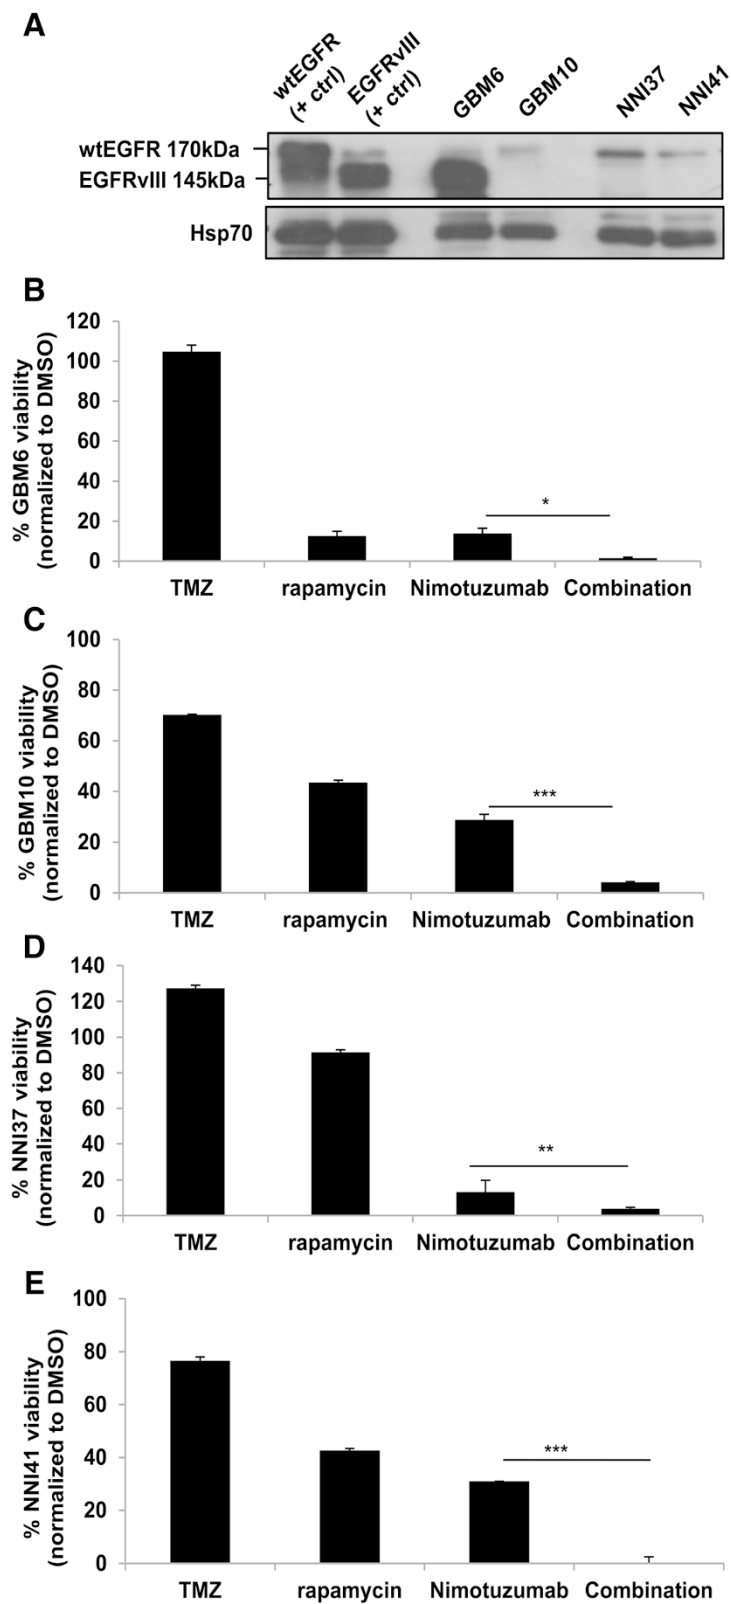 A
wtEGFR
(+ ctrl)
EGFRvIII
(+ ctrl)
GBM6
GBM10
NNI37
NNI41
wtEGFR 170kDa
EGFRvIII 145kDa
Hsp70
B
% GBM6 viability
(normalized to DMSO)
120
100
80
60
40
20
0
*
TMZ rapamycin Nimotuzumab Combination
C
% GBM10 viability
(normalized to DMSO)
100
80
60
40
20
0
***
TMZ rapamycin Nimotuzumab Combination
D
% NNI37 viability
(normalized to DMSO)
140
120
100
80
60
40
20
0
**
TMZ rapamycin Nimotuzumab Combination
E
% NNI41 viability
(normalized to DMSO)
100
80
60
40
20
0
***
TMZ rapamycin Nimotuzumab Combination